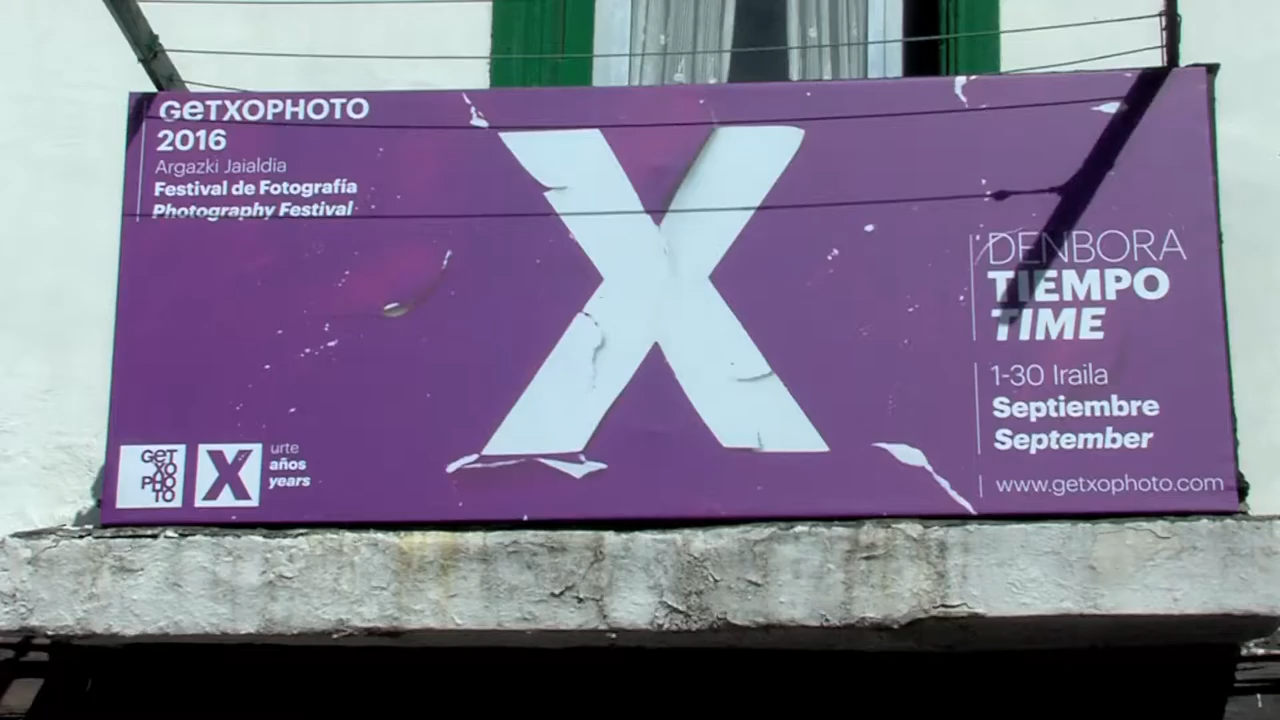 GeTXOPHOTO
2016
Argazki Jaialdia
Festival de Fotografía
Photography Festival
X
DENBORA
TIEMPO
TIME
1-30 Iraila
Septiembre
September
www.getxophoto.com
GeT
XO
PHO
TO
X
urte
años
years